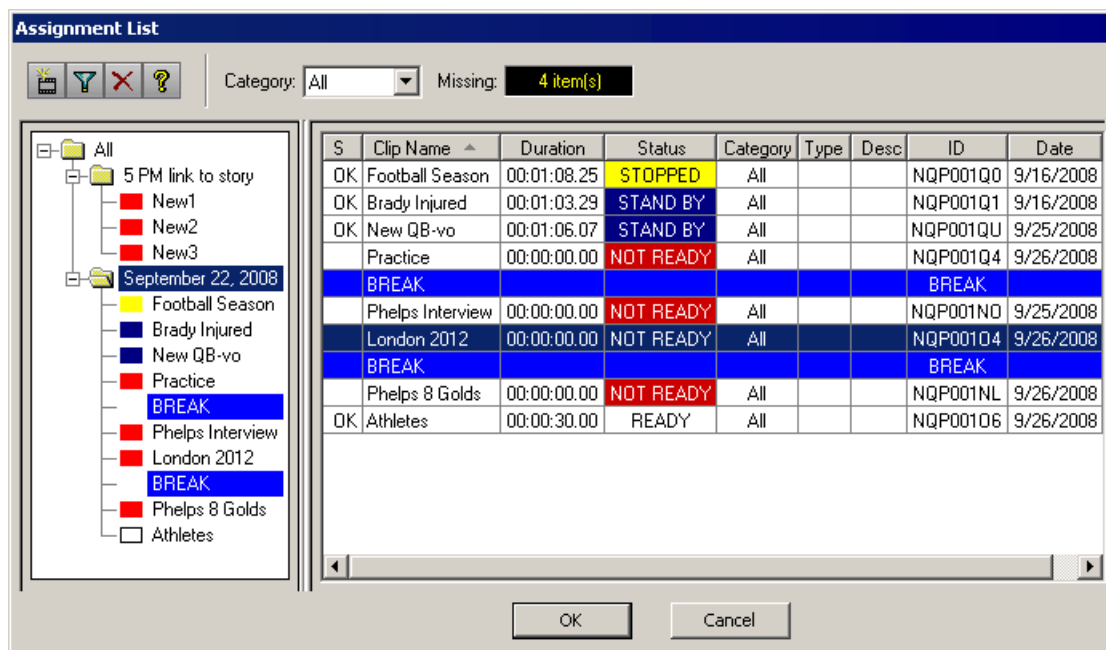 Assignment List
Category: All Missing: 4 item(s)
All
5 PM link to story
New1
New2
New3
September 22, 2008
Football Season
Brady Injured
New QB-vo
Practice
BREAK
Phelps Interview
London 2012
BREAK
Phelps 8 Golds
Athletes
S Clip Name Duration Status Category Type Desc ID Date
OK Football Season 00:01:08.25 STOPPED All NQP001Q0 9/16/2008
OK Brady Injured 00:01:03.29 STAND BY All NQP001Q1 9/16/2008
OK New QB-vo 00:01:06.07 STAND BY All NQP001QU 9/25/2008
Practice 00:00:00.00 NOT READY All NQP001Q4 9/26/2008
BREAK BREAK
Phelps Interview 00:00:00.00 NOT READY All NQP001NO 9/25/2008
London 2012 00:00:00.00 NOT READY All NQP001O4 9/26/2008
BREAK BREAK
Phelps 8 Golds 00:00:00.00 NOT READY All NQP001NL 9/26/2008
OK Athletes 00:00:30.00 READY All NQP001O6 9/26/2008
OK Cancel